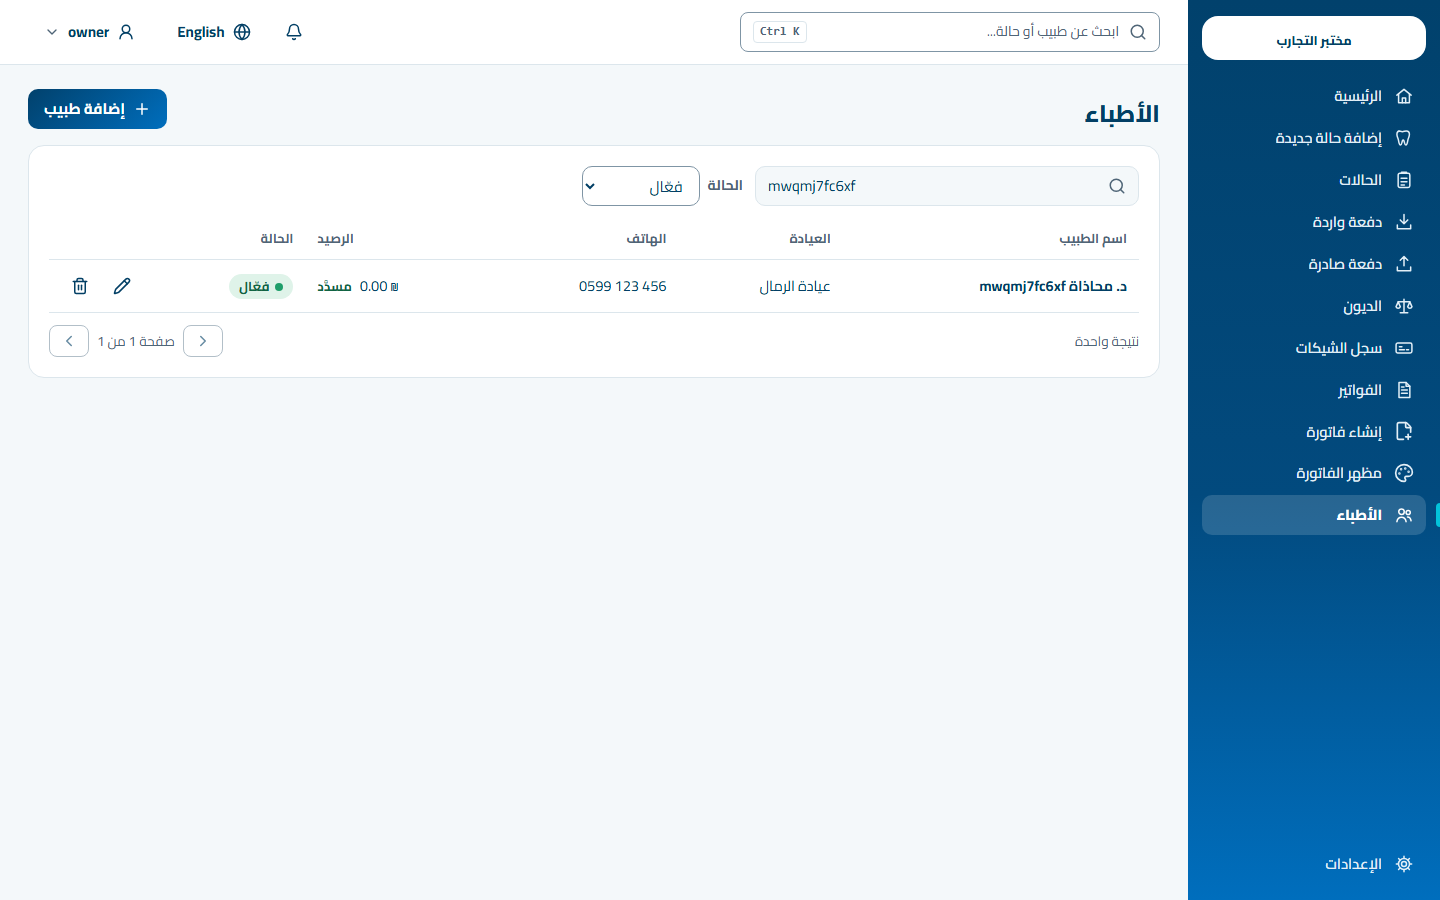 مختبر التجارب
الرئيسية
إضافة حالة جديدة
الحالات
دفعة واردة
دفعة صادرة
الديون
سجل الشيكات
الفواتير
إنشاء فاتورة
مظهر الفاتورة
الأطباء
الإعدادات
ابحث عن طبيب أو حالة... Ctrl K
English
owner
الأطباء
إضافة طبيب
mwqmj7fc6xf
الحالة فعّال
اسم الطبيب العيادة الهاتف الرصيد الحالة
د. محاذاة mwqmj7fc6xf عيادة الرمال 0599 123 456 ₪ 0.00 مسدَّد فعّال
نتيجة واحدة
صفحة 1 من 1